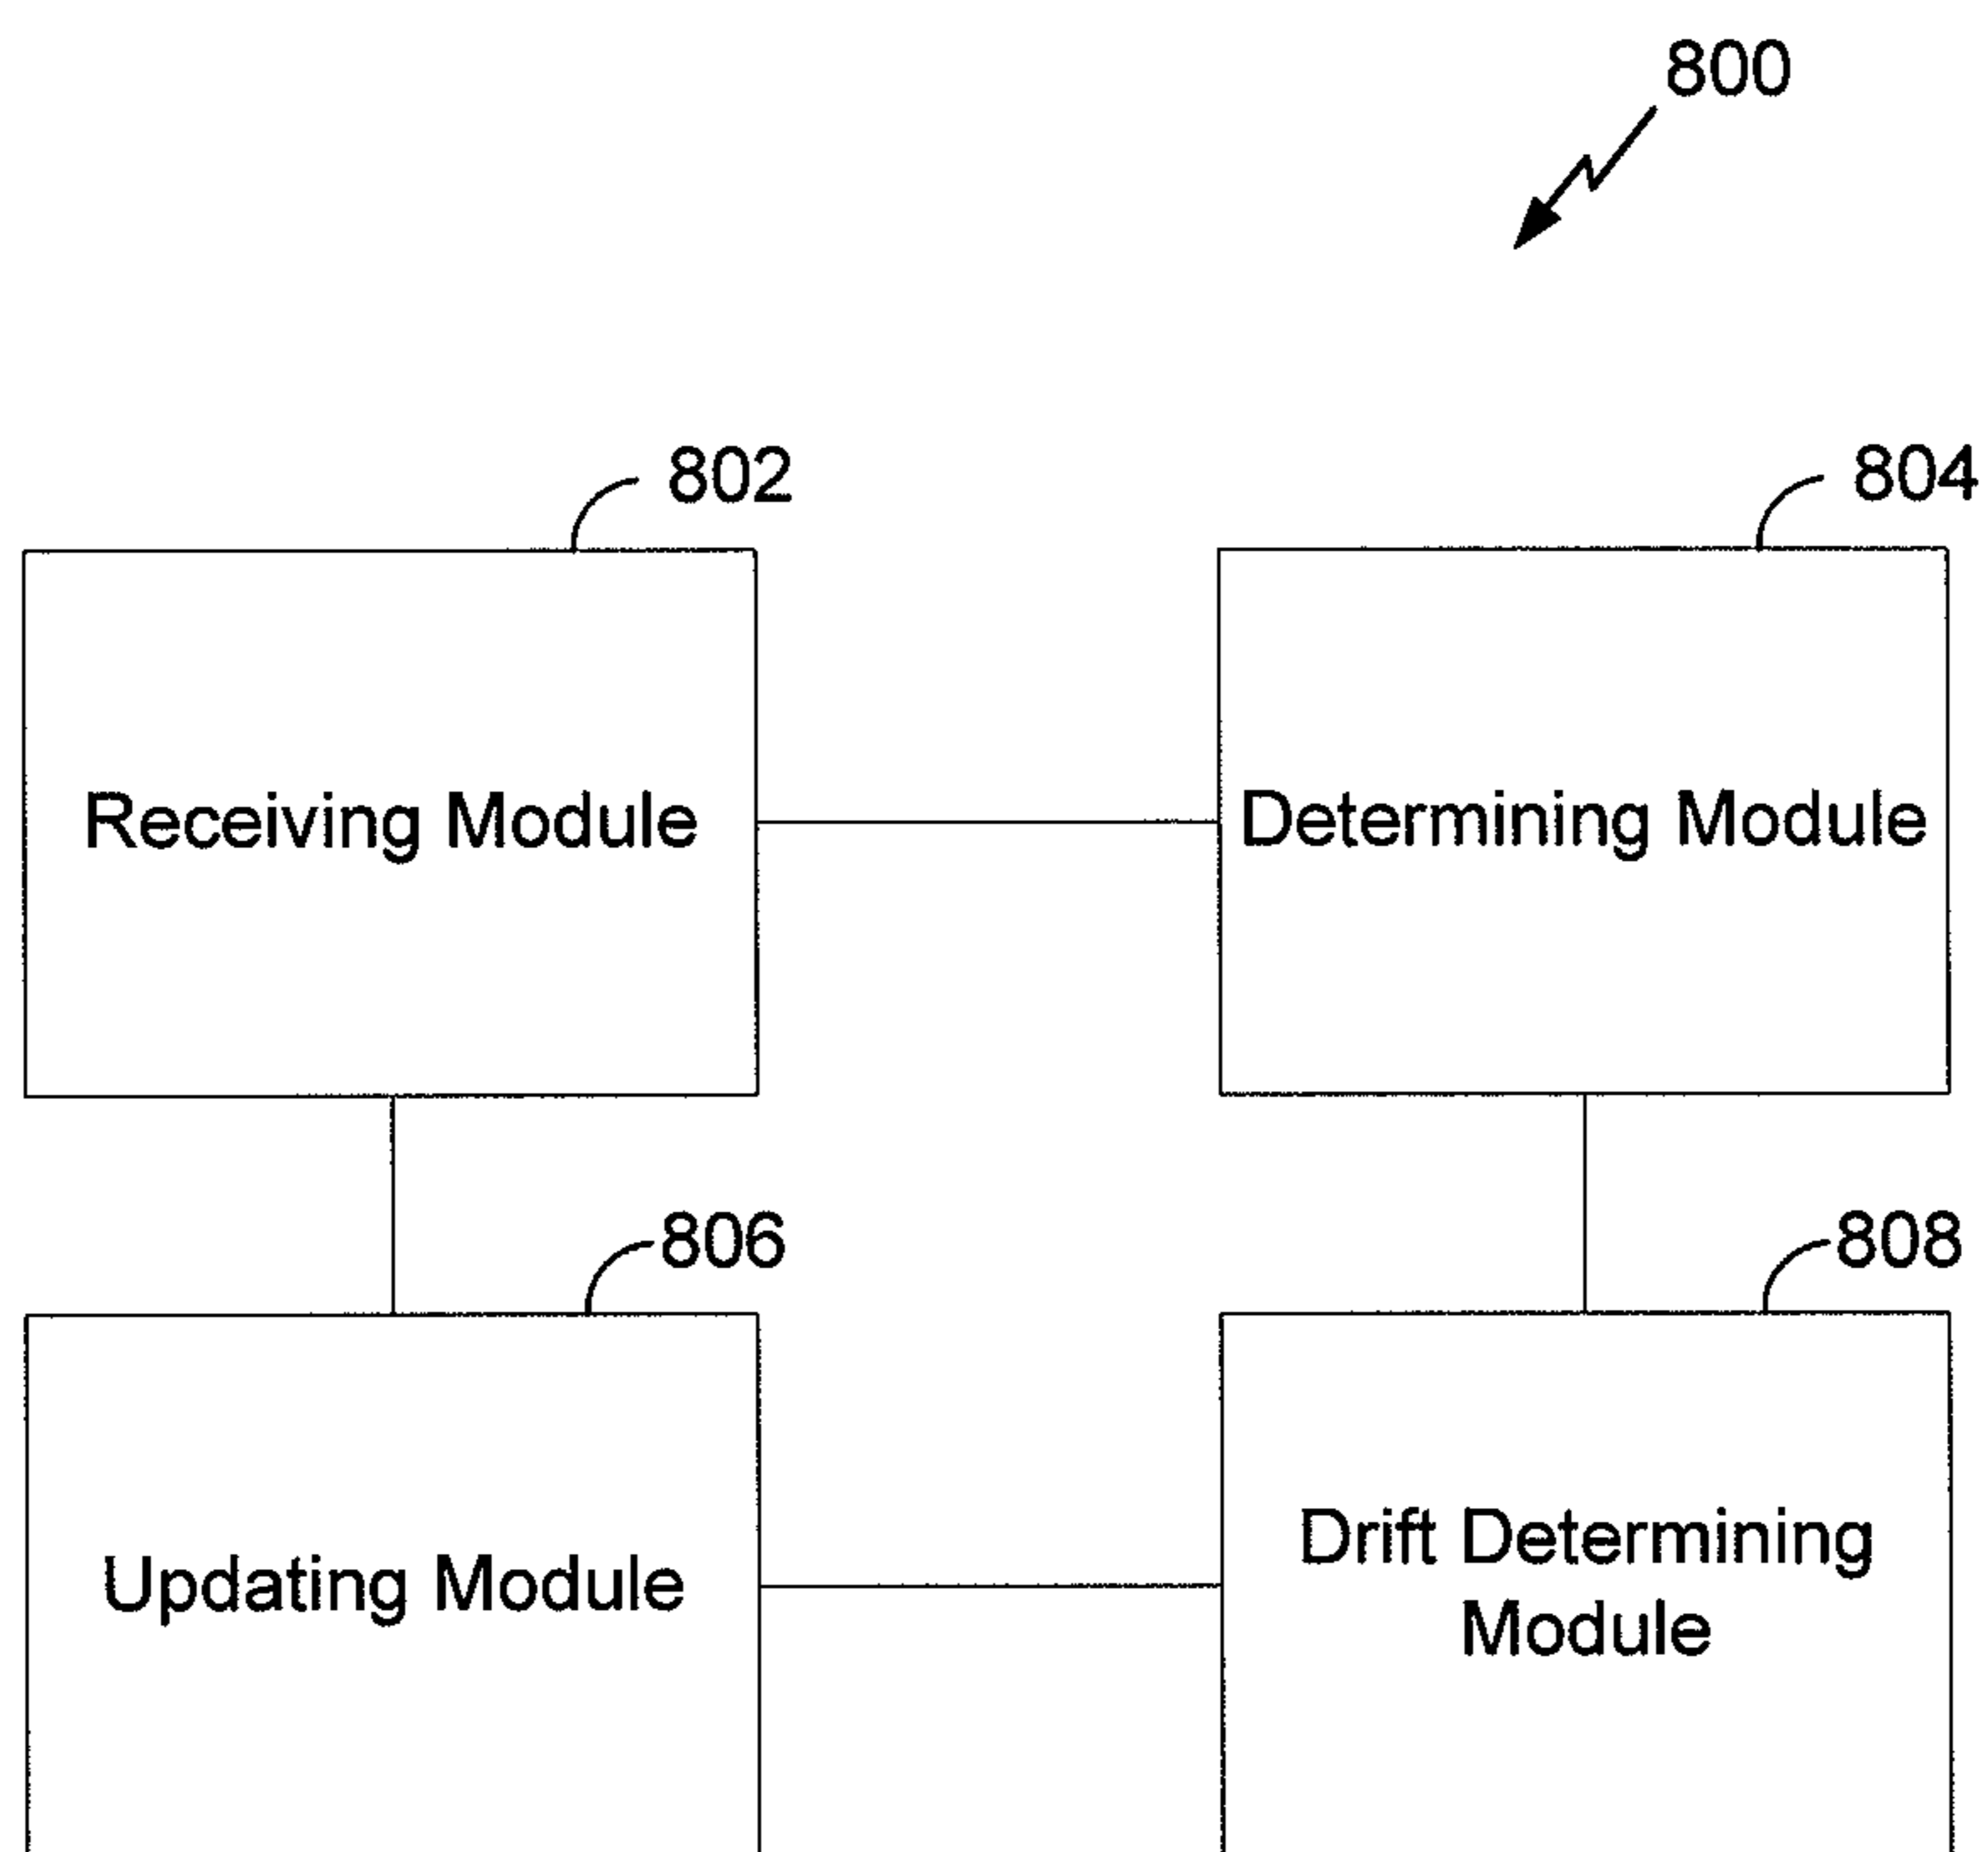 800
802
804
Receiving Module
Determining Module
806
808
Updating Module
Drift Determining
Module